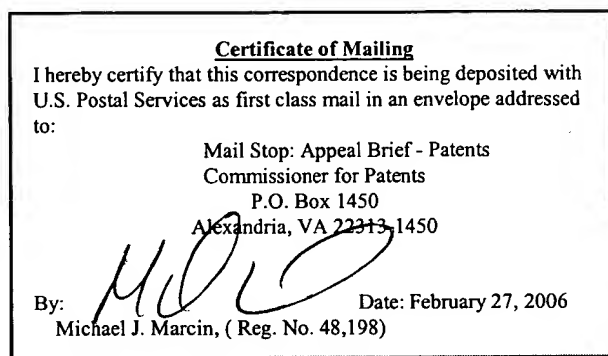 Certificate of Mailing
I hereby certify that this correspondence is being deposited with
U.S. Postal Services as first class mail in an envelope addressed
to:
Mail Stop: Appeal Brief - Patents
Commissioner for Patents
P.O. Box 1450
Alexandria, VA 22313-1450
By: Date: February 27, 2006
Michael J. Marcin, ( Reg. No. 48,198)